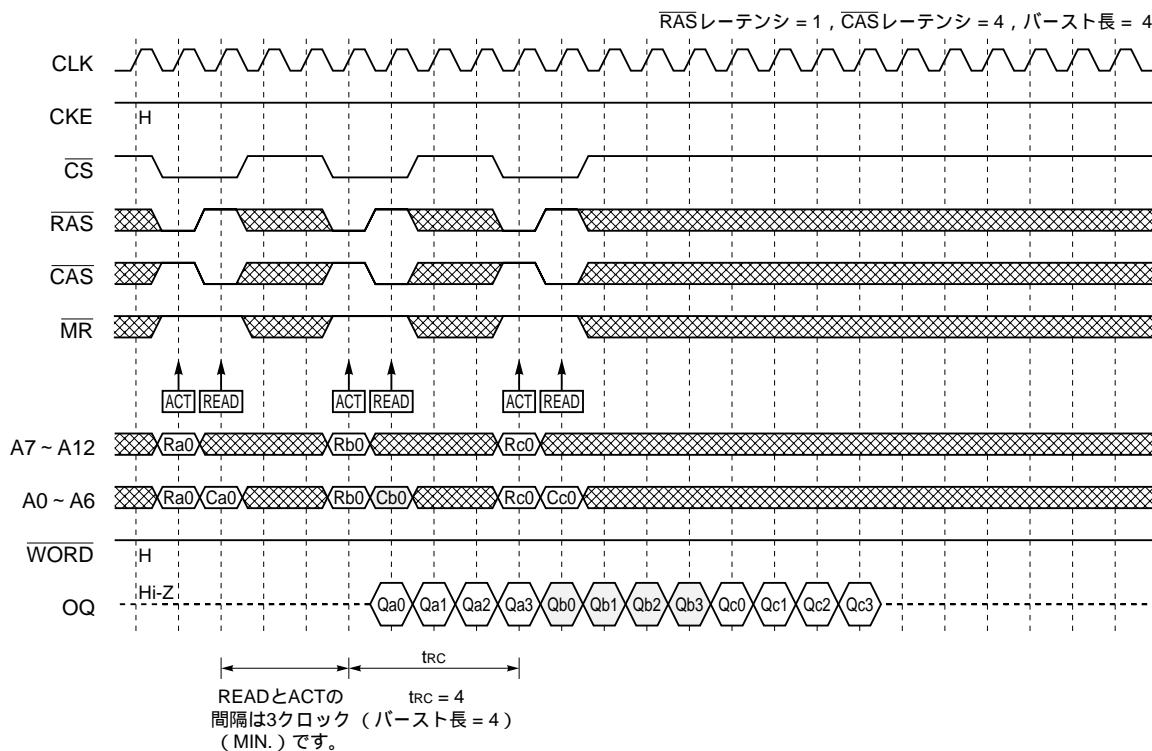 RASレーテンシ = 1 , CASレーテンシ = 4 , バースト長 = 4
CLK
CKE H
CS
RAS
CAS
MR
ACT READ ACT READ ACT READ
A7 ~ A12 Ra0 Rb0 Rc0
A0 ~ A6 Ra0 Ca0 Rb0 Cb0 Rc0 Cc0
WORD H
OQ Hi-Z Qa0 Qa1 Qa2 Qa3 Qb0 Qb1 Qb2 Qb3 Qc0 Qc1 Qc2 Qc3
tRC
READとACTの tRC = 4
間隔は3クロック ( バースト長 = 4 )
( MIN. ) です。